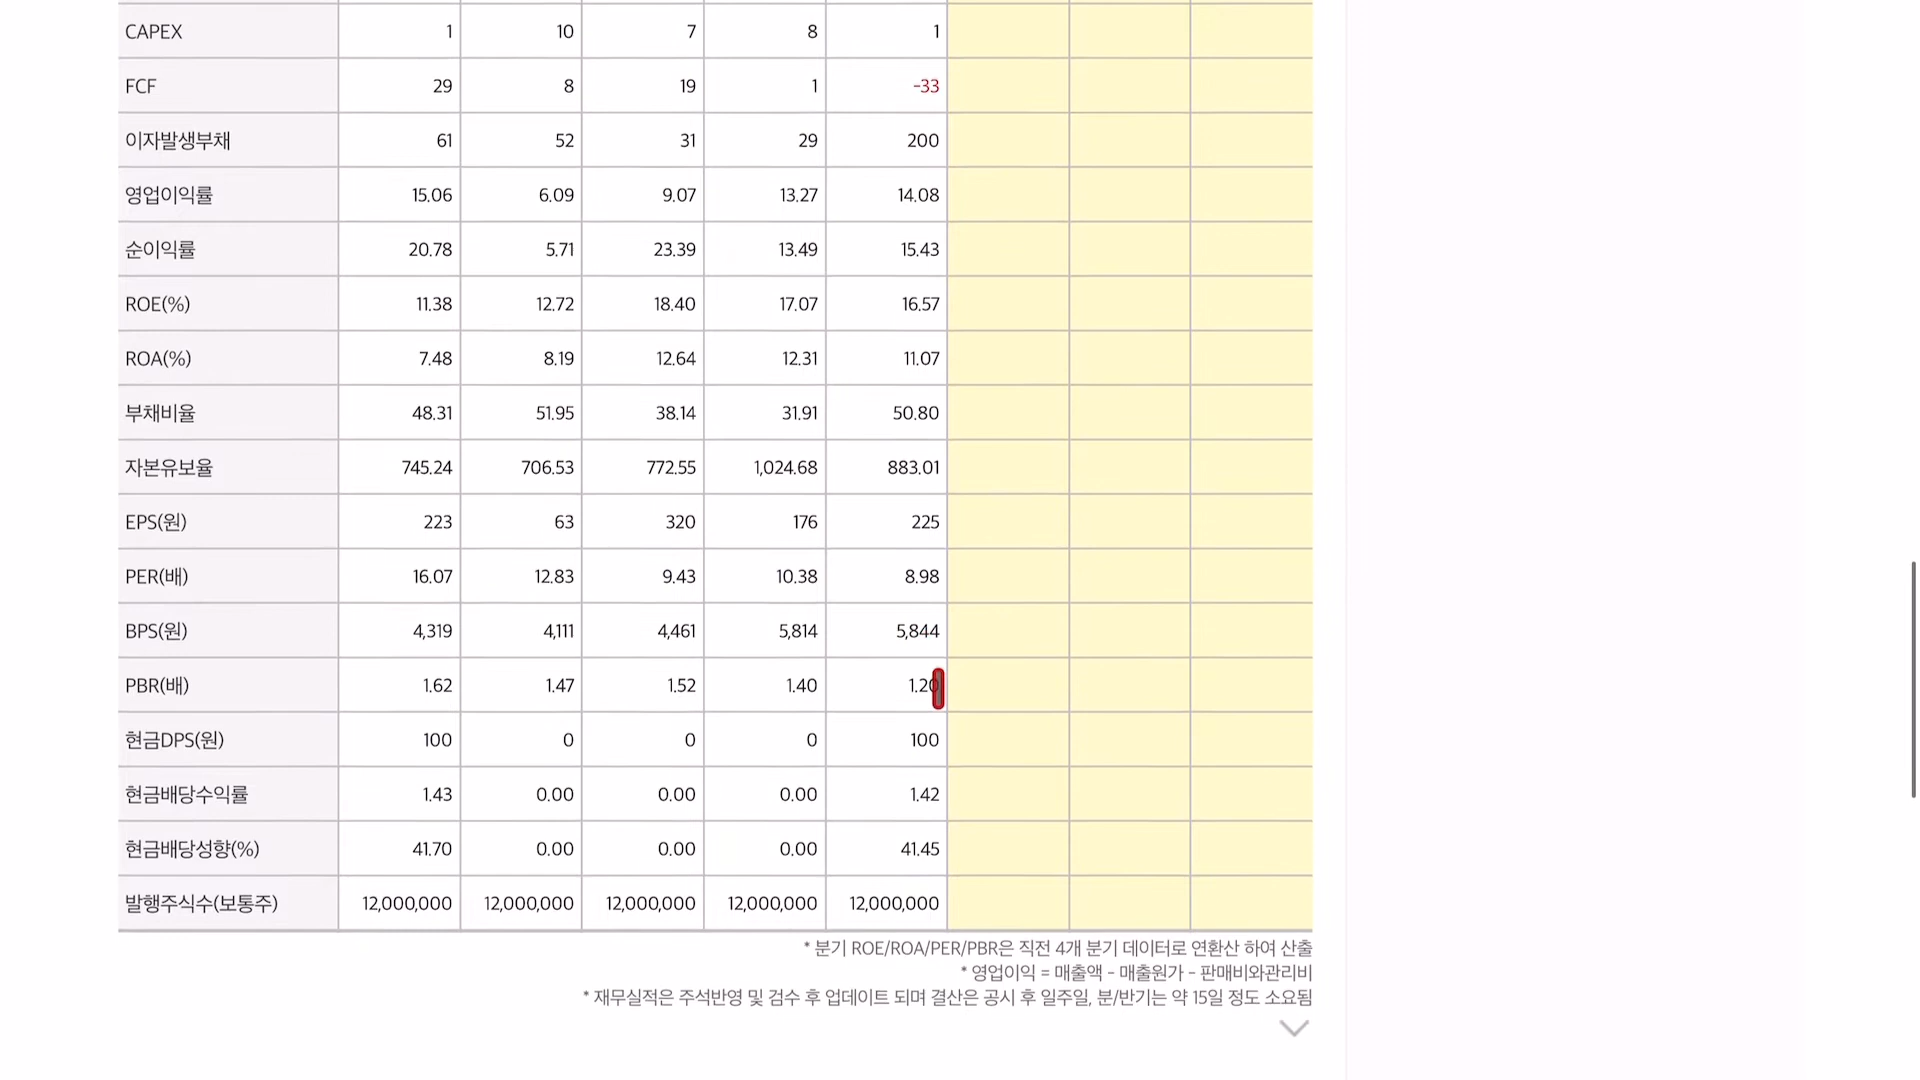 CAPEX 1 10 7 8 1
FCF 29 8 19 1 -33
이자발생부채 61 52 31 29 200
영업이익률 15.06 6.09 9.07 13.27 14.08
순이익률 20.78 5.71 23.39 13.49 15.43
ROE(%) 11.38 12.72 18.40 17.07 16.57
ROA(%) 7.48 8.19 12.64 12.31 11.07
부채비율 48.31 51.95 38.14 31.91 50.80
자본유보율 745.24 706.53 772.55 1,024.68 883.01
EPS(원) 223 63 320 176 225
PER(배) 16.07 12.83 9.43 10.38 8.98
BPS(원) 4,319 4,111 4,461 5,814 5,844
PBR(배) 1.62 1.47 1.52 1.40 1.20
현금DPS(원) 100 0 0 0 100
현금배당수익률 1.43 0.00 0.00 0.00 1.42
현금배당성향(%) 41.70 0.00 0.00 0.00 41.45
발행주식수(보통주) 12,000,000 12,000,000 12,000,000 12,000,000 12,000,000
* 분기 ROE/ROA/PER/PBR은 직전 4개 분기 데이터로 연환산 하여 산출
* 영업이익 = 매출액 - 매출원가 - 판매비와관리비
* 재무실적은 주석반영 및 검수 후 업데이트 되며 결산은 공시 후 일주일, 분/반기는 약 15일 정도 소요됨